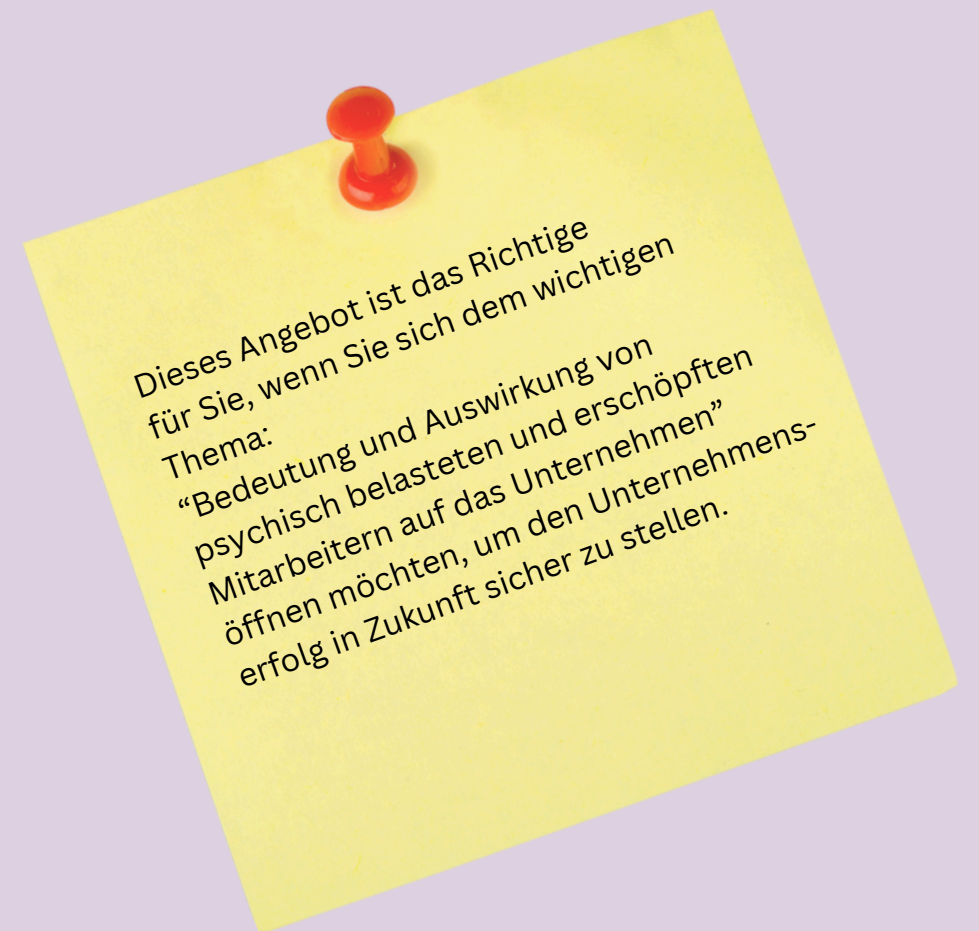 Dieses Angebot ist das Richtige
für Sie, wenn Sie sich dem wichtigen
Thema:
“Bedeutung und Auswirkung von
psychisch belasteten und erschöpften
Mitarbeitern auf das Unternehmen”
öffnen möchten, um den Unternehmens-
erfolg in Zukunft sicher zu stellen.